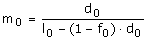 m₀ = d₀ / (l₀ − (1 − f₀) · d₀)